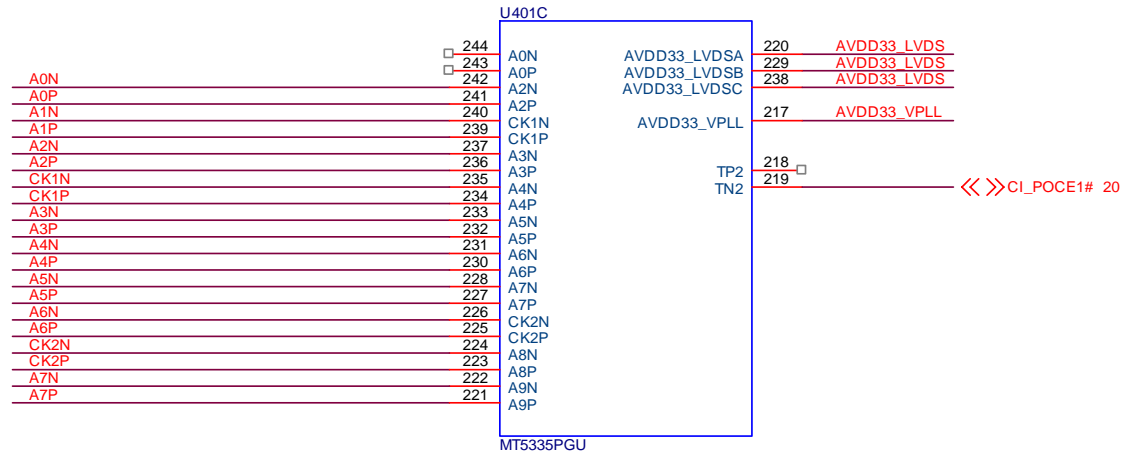 U401C
244 A0N AVDD33_LVDSA 220 AVDD33_LVDS
243 A0P AVDD33_LVDSB 229 AVDD33_LVDS
A0N 242 A2N AVDD33_LVDSC 238 AVDD33_LVDS
A0P 241 A2P
A1N 240 CK1N AVDD33_VPLL 217 AVDD33_VPLL
A1P 239 CK1P
A2N 237 A3N
A2P 236 A3P TP2 218
CK1N 235 A4N TN2 219 CI_POCE1# 20
CK1P 234 A4P
A3N 233 A5N
A3P 232 A5P
A4N 231 A6N
A4P 230 A6P
A5N 228 A7N
A5P 227 A7P
A6N 226 CK2N
A6P 225 CK2P
CK2N 224 A8N
CK2P 223 A8P
A7N 222 A9N
A7P 221 A9P
MT5335PGU